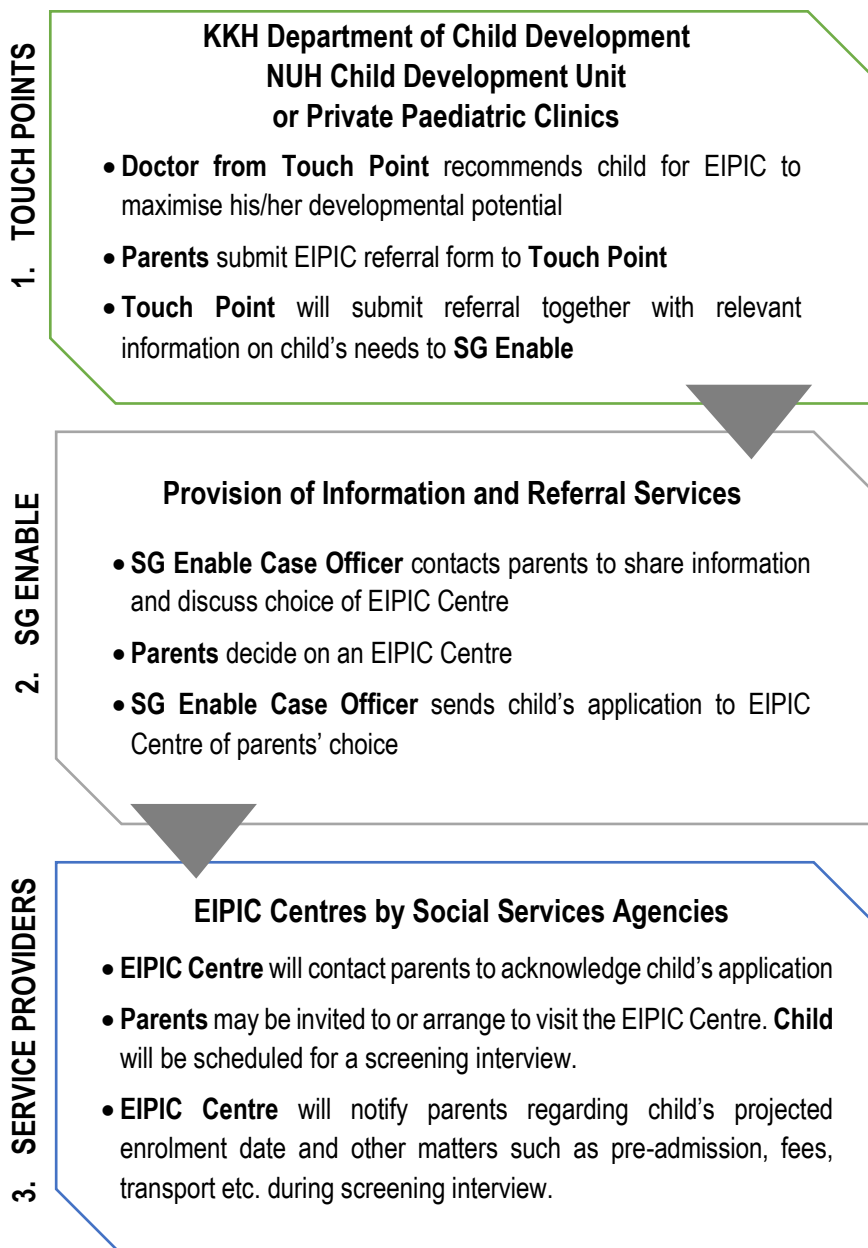 1. TOUCH POINTS
KKH Department of Child Development
NUH Child Development Unit
or Private Paediatric Clinics
• Doctor from Touch Point recommends child for EIPIC to
maximise his/her developmental potential
• Parents submit EIPIC referral form to Touch Point
• Touch Point will submit referral together with relevant
information on child's needs to SG Enable
2. SG ENABLE
Provision of Information and Referral Services
• SG Enable Case Officer contacts parents to share information
and discuss choice of EIPIC Centre
• Parents decide on an EIPIC Centre
• SG Enable Case Officer sends child's application to EIPIC
Centre of parents' choice
3. SERVICE PROVIDERS
EIPIC Centres by Social Services Agencies
• EIPIC Centre will contact parents to acknowledge child's application
• Parents may be invited to or arrange to visit the EIPIC Centre. Child
will be scheduled for a screening interview.
• EIPIC Centre will notify parents regarding child's projected
enrolment date and other matters such as pre-admission, fees,
transport etc. during screening interview.